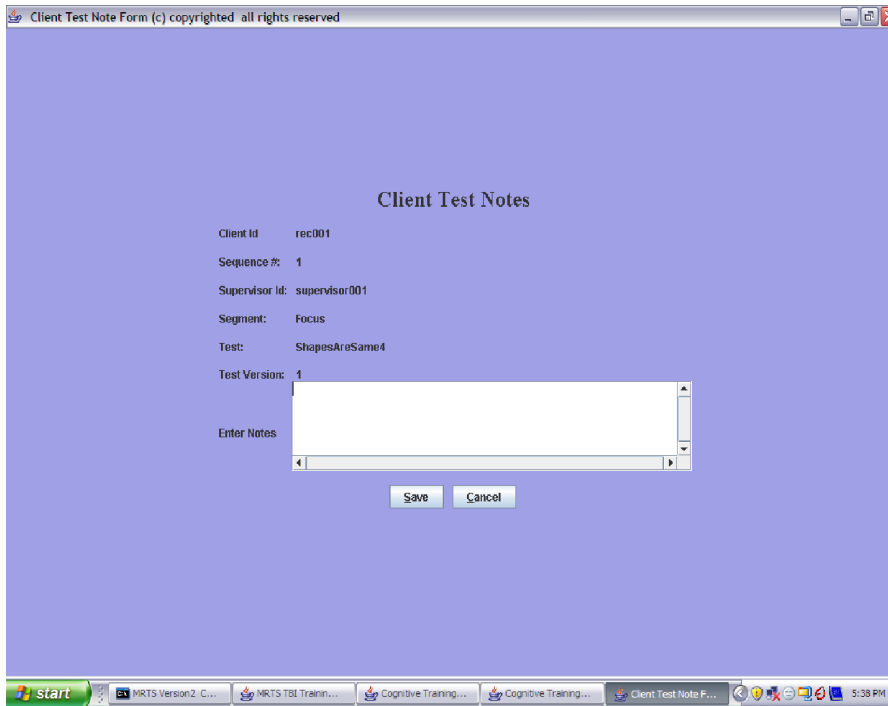 Client Test Note Form (c) copyrighted all rights reserved
Client Test Notes
Client Id rec001
Sequence #: 1
Supervisor Id: supervisor001
Segment: Focus
Test: ShapesAreSame4
Test Version: 1
Enter Notes
Save Cancel
start MRTS Version2 C... MRTS TBI Trainin... Cognitive Training... Cognitive Training... Client Test Note F... 5:38 PM